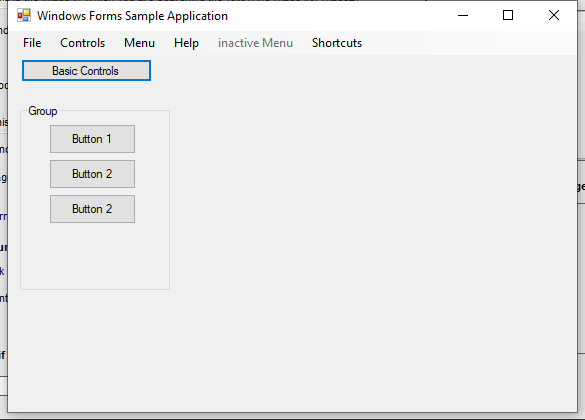 Windows Forms Sample Application
File Controls Menu Help inactive Menu Shortcuts
Basic Controls
Group
Button 1
Button 2
Button 2